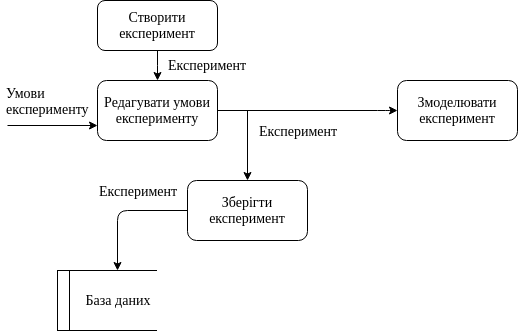 Створити
експеримент
Експеримент
Умови
експерименту
Редагувати умови
експерименту
Змоделювати
експеримент
Експеримент
Експеримент
Зберігти
експеримент
База даних